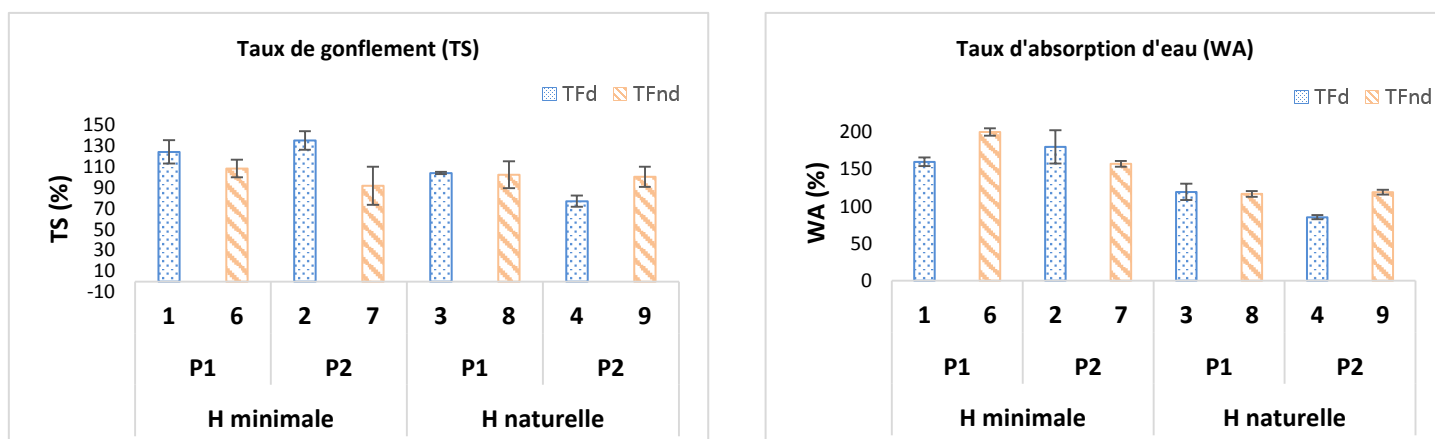 Taux de gonflement (TS)
TFd TFnd
150
130
110
90
70
50
30
10
-10
TS (%)
1 6 2 7 3 8 4 9
P1 P2 P1 P2
H minimale H naturelle
Taux d'absorption d'eau (WA)
TFd TFnd
200
150
100
50
0
WA (%)
1 6 2 7 3 8 4 9
P1 P2 P1 P2
H minimale H naturelle